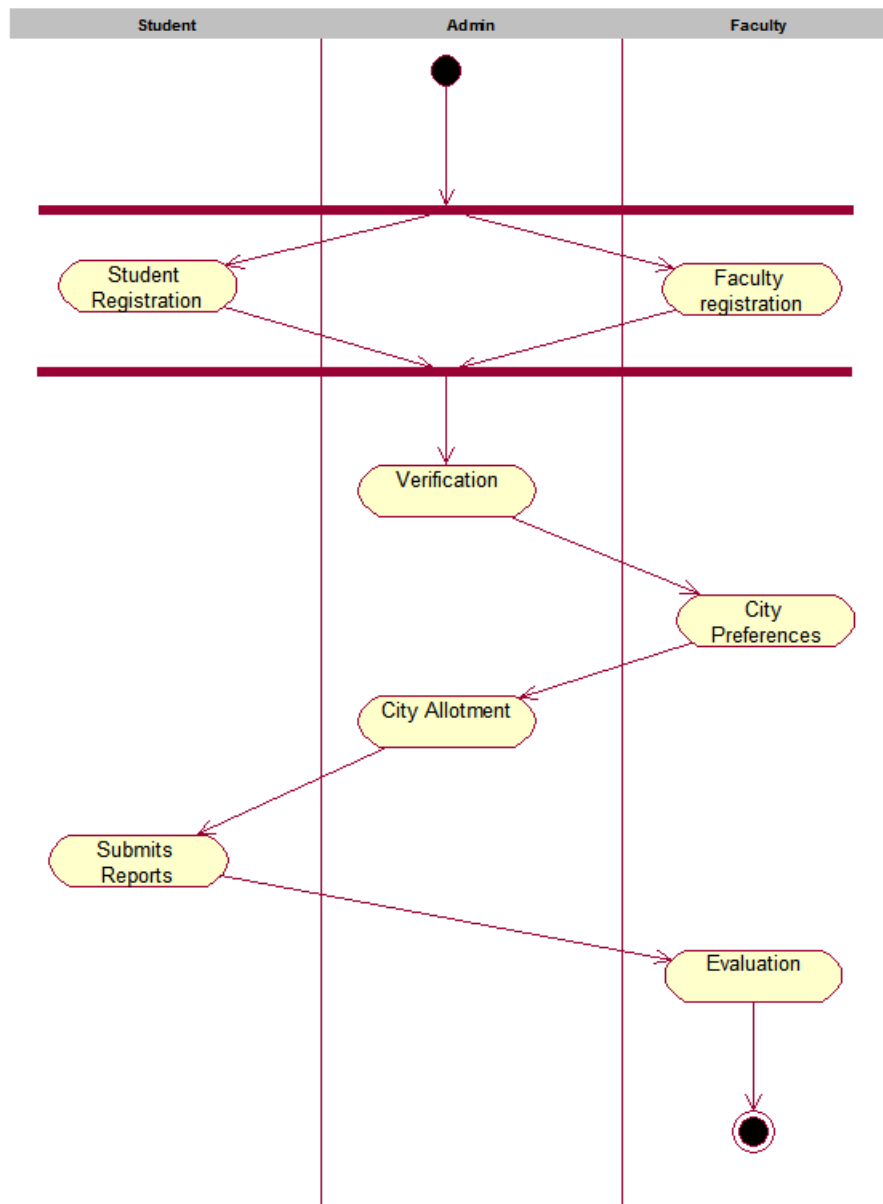 Student
Admin
Faculty
Student
Registration
Faculty
registration
Verification
City
Preferences
City Allotment
Submits
Reports
Evaluation